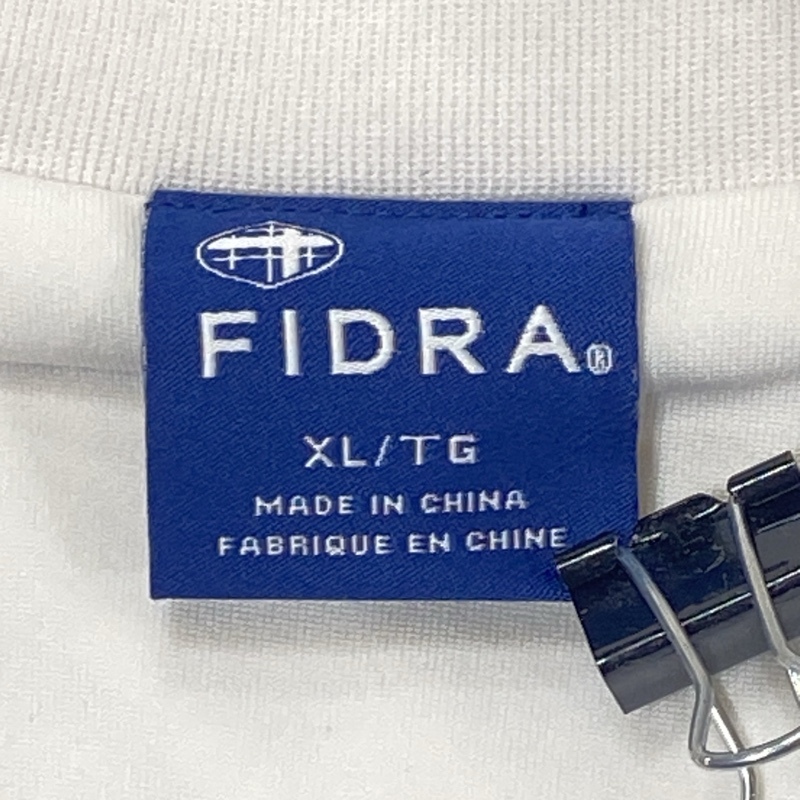 FIDRA®
XL/TG
MADE IN CHINA
FABRIQUE EN CHINE